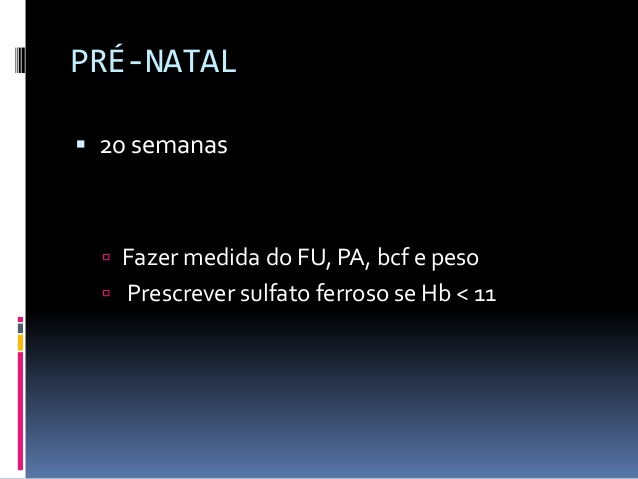 PRÉ-NATAL
20 semanas
Fazer medida do FU, PA, bcf e peso
Prescrever sulfato ferroso se Hb < 11